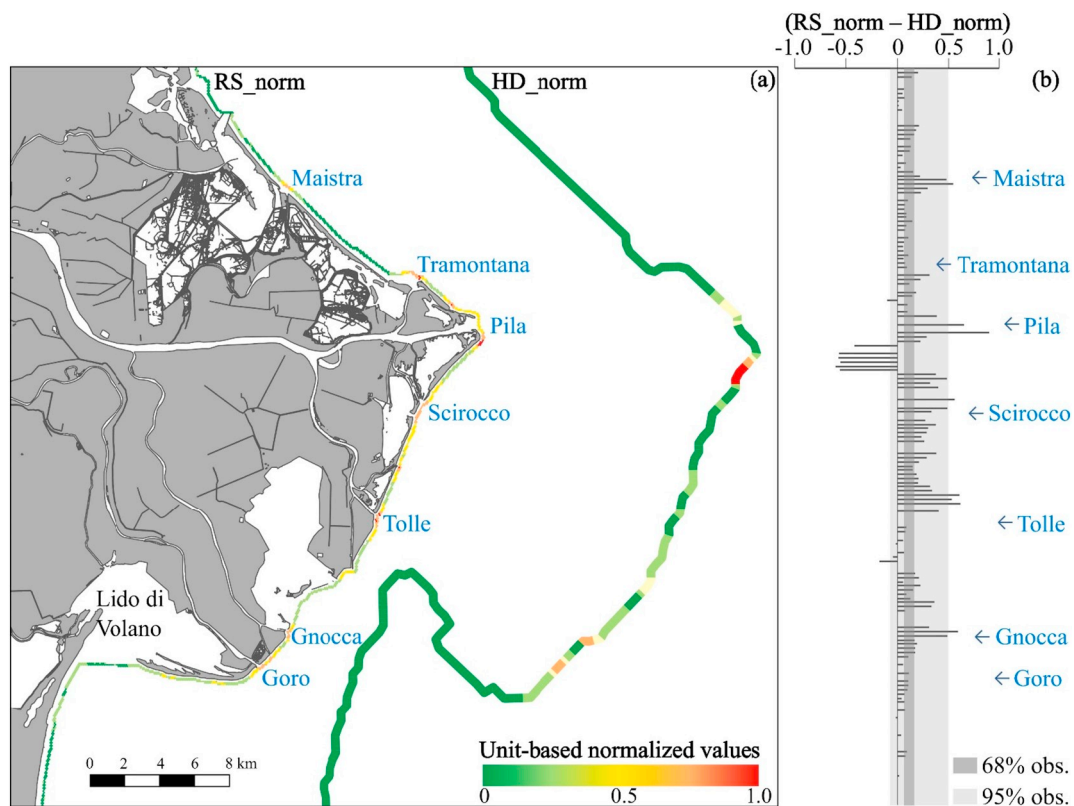 (RS_norm – HD_norm)
-1.0 -0.5 0 0.5 1.0
RS_norm
HD_norm
(a)
(b)
Maistra
Tramontana
Pila
Scirocco
Tolle
Lido di
Volano
Gnocca
Goro
0 2 4 6 8 km
Unit-based normalized values
0 0.5 1
← Maistra
← Tramontana
← Pila
← Scirocco
← Tolle
← Gnocca
← Goro
68% obs.
95% obs.